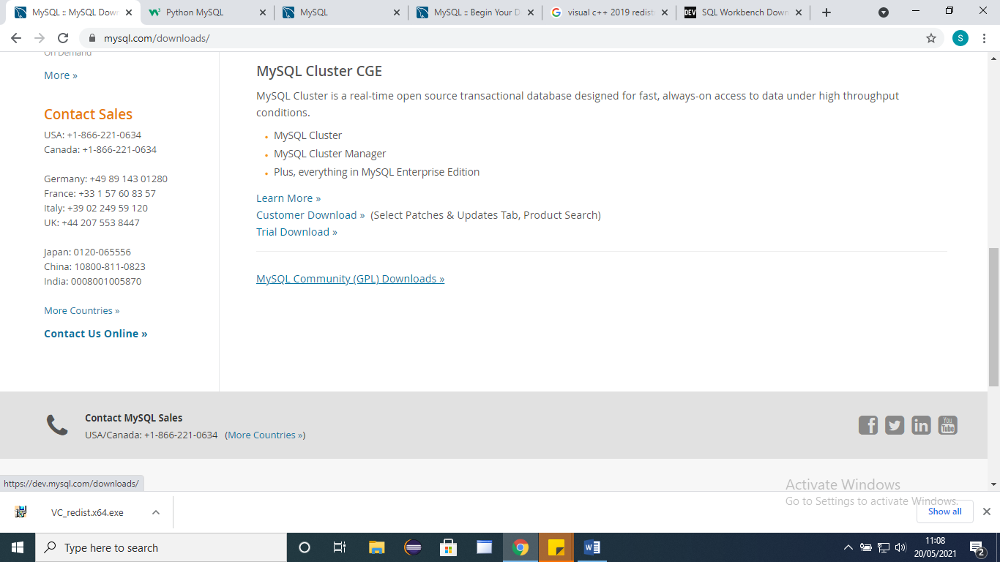 MySQL :: MySQL Down
Python MySQL
MySQL
MySQL :: Begin Your D
visual c++ 2019 redist
DEV
SQL Workbench Down
mysql.com/downloads/
S
On Demand
More »
Contact Sales
USA: +1-866-221-0634
Canada: +1-866-221-0634
Germany: +49 89 143 01280
France: +33 1 57 60 83 57
Italy: +39 02 249 59 120
UK: +44 207 553 8447
Japan: 0120-065556
China: 10800-811-0823
India: 0008001005870
More Countries »
Contact Us Online »
MySQL Cluster CGE
MySQL Cluster is a real-time open source transactional database designed for fast, always-on access to data under high throughput
conditions.
MySQL Cluster
MySQL Cluster Manager
Plus, everything in MySQL Enterprise Edition
Learn More »
Customer Download » (Select Patches & Updates Tab, Product Search)
Trial Download »
MySQL Community (GPL) Downloads »
Contact MySQL Sales
USA/Canada: +1-866-221-0634 (More Countries »)
You
Tube
https://dev.mysql.com/downloads/
Activate Windows
Go to Settings to activate Windows.
VC_redist.x64.exe
Show all
Type here to search
11:08
20/05/2021
2